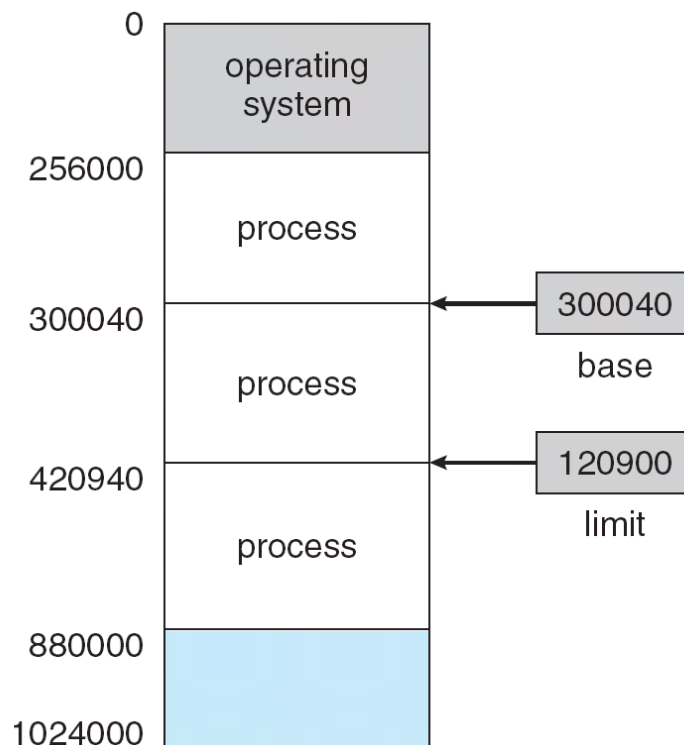 0
operating
system
256000
process
300040
300040
base
process
420940
120900
limit
process
880000
1024000